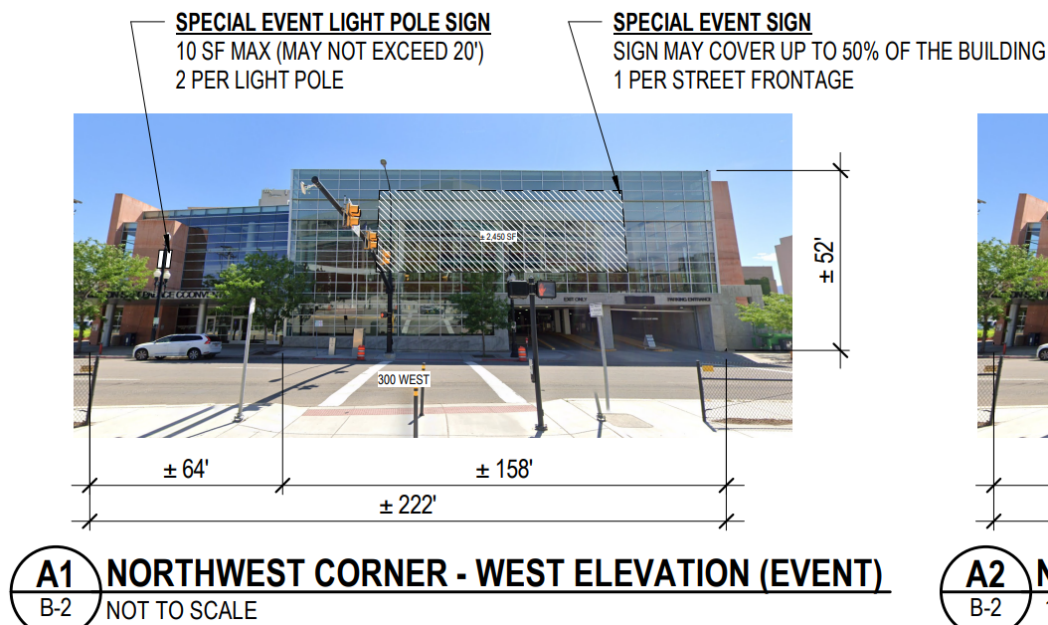 SPECIAL EVENT LIGHT POLE SIGN
10 SF MAX (MAY NOT EXCEED 20')
2 PER LIGHT POLE
SPECIAL EVENT SIGN
SIGN MAY COVER UP TO 50% OF THE BUILDING
1 PER STREET FRONTAGE
± 2,450 SF
EXIT ONLY
PARKING ENTRANCE
300 WEST
± 52'
± 64'
± 158'
± 222'
A1
B-2
NORTHWEST CORNER - WEST ELEVATION (EVENT)
NOT TO SCALE
A2
B-2